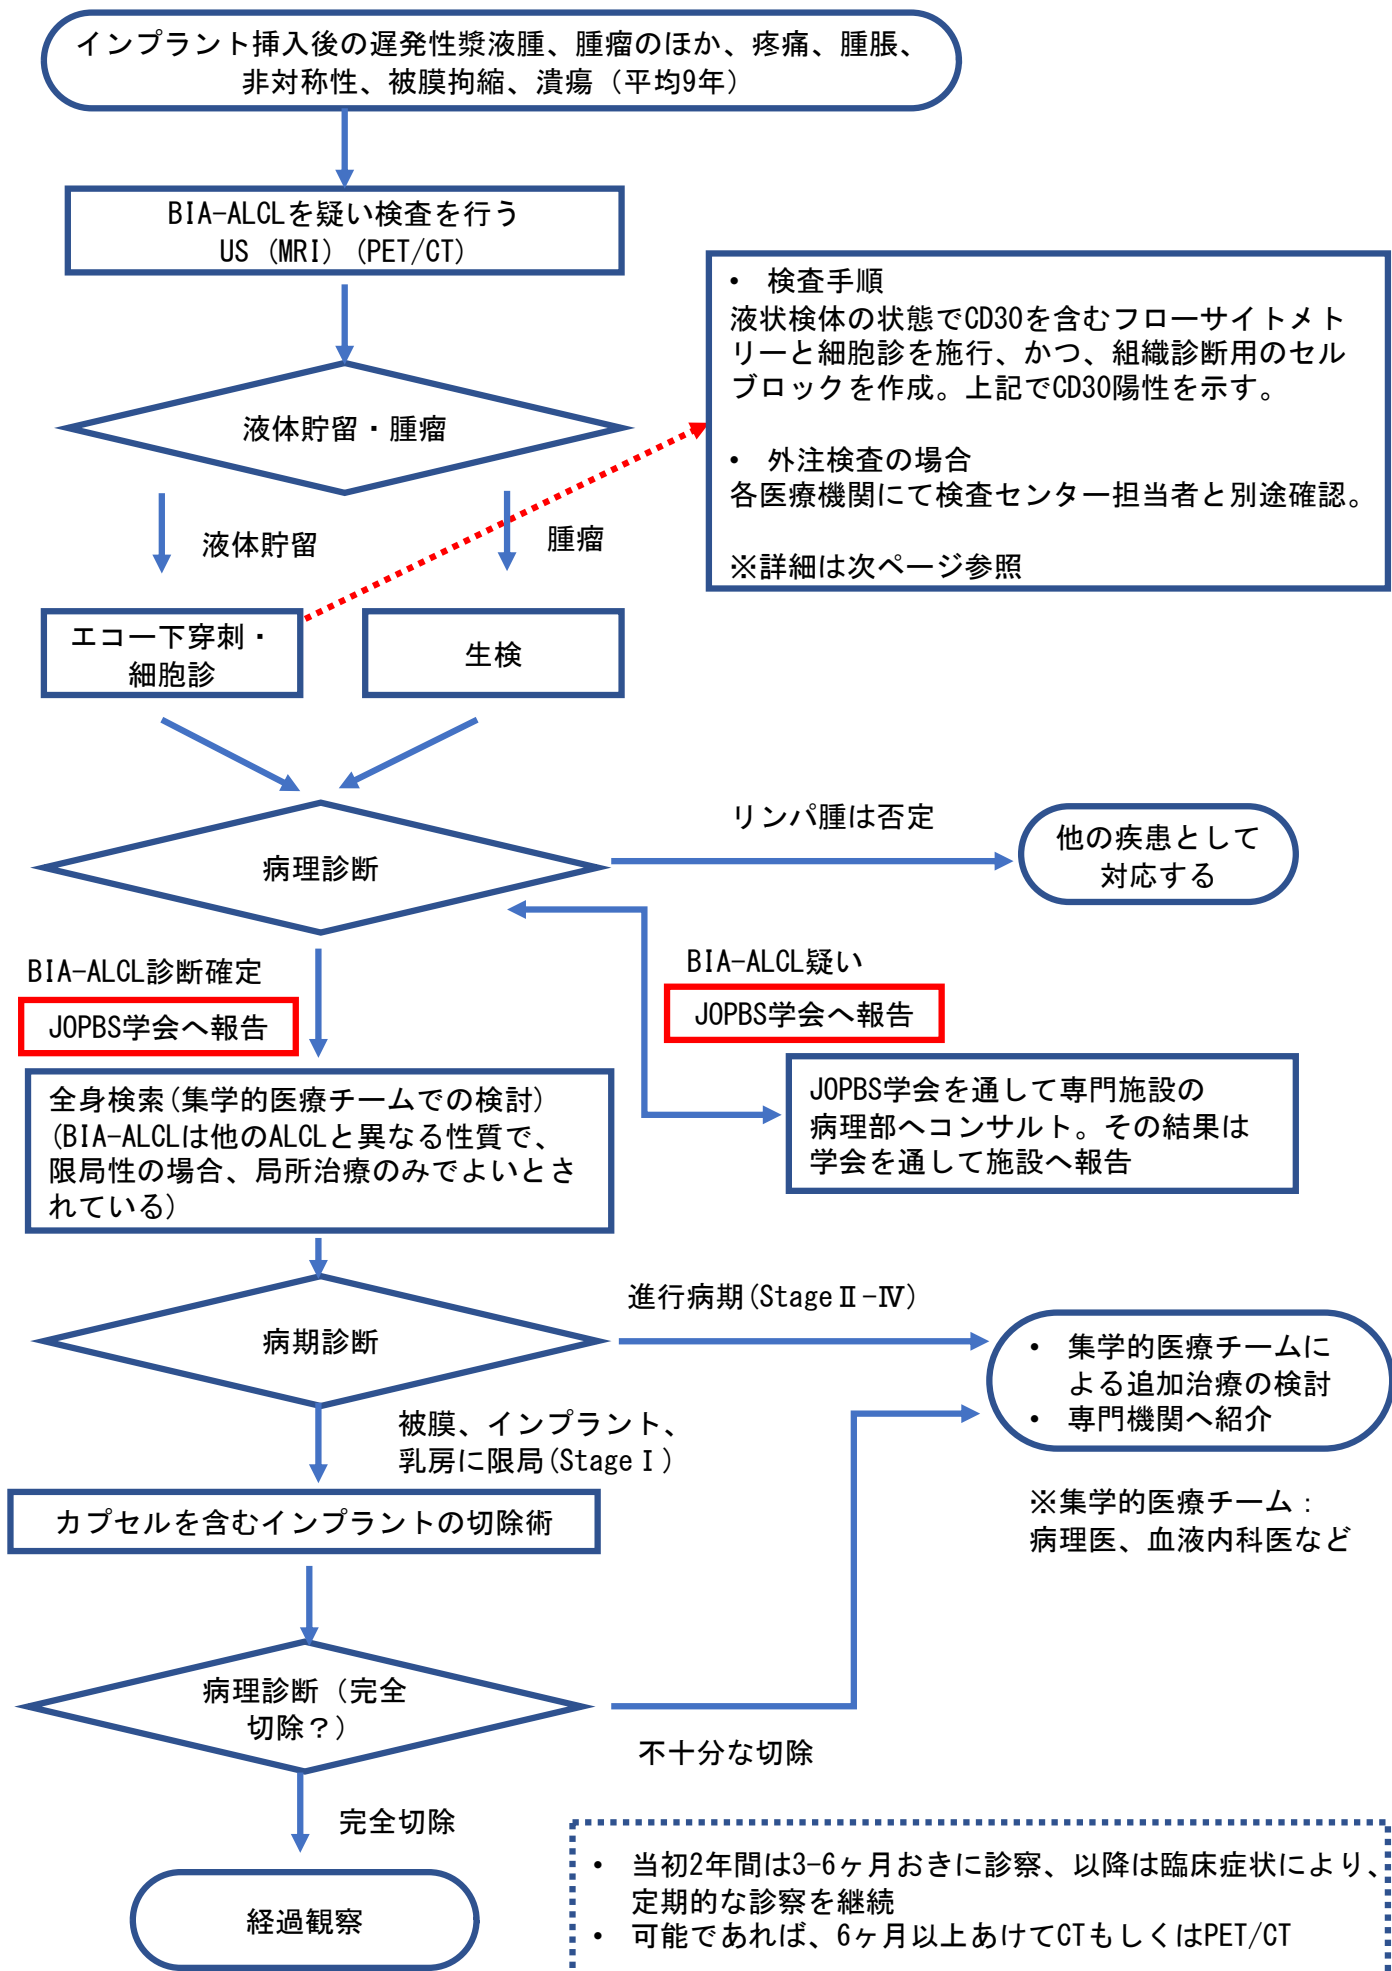 インプラント挿入後の遅発性漿液腫、腫瘤のほか、疼痛、腫脹、
非対称性、被膜拘縮、潰瘍（平均9年）
BIA-ALCLを疑い検査を行う
US (MRI) (PET/CT)
• 検査手順
液状検体の状態でCD30を含むフローサイトメト
リーと細胞診を施行、かつ、組織診断用のセル
ブロックを作成。上記でCD30陽性を示す。
• 外注検査の場合
各医療機関にて検査センター担当者と別途確認。
※詳細は次ページ参照
液体貯留・腫瘤
液体貯留
腫瘤
エコー下穿刺・
細胞診
生検
病理診断
リンパ腫は否定
他の疾患として
対応する
BIA-ALCL診断確定
JOPBS学会へ報告
BIA-ALCL疑い
JOPBS学会へ報告
JOPBS学会を通して専門施設の
病理部へコンサルト。その結果は
学会を通して施設へ報告
全身検索(集学的医療チームでの検討)
(BIA-ALCLは他のALCLと異なる性質で、
限局性の場合、局所治療のみでよいとさ
れている)
病期診断
進行病期(StageⅡ-Ⅳ)
• 集学的医療チームに
よる追加治療の検討
• 専門機関へ紹介
※集学的医療チーム：
病理医、血液内科医など
被膜、インプラント、
乳房に限局(StageⅠ)
カプセルを含むインプラントの切除術
病理診断（完全
切除？）
不十分な切除
完全切除
経過観察
• 当初2年間は3-6ヶ月おきに診察、以降は臨床症状により、
定期的な診察を継続
• 可能であれば、6ヶ月以上あけてCTもしくはPET/CT